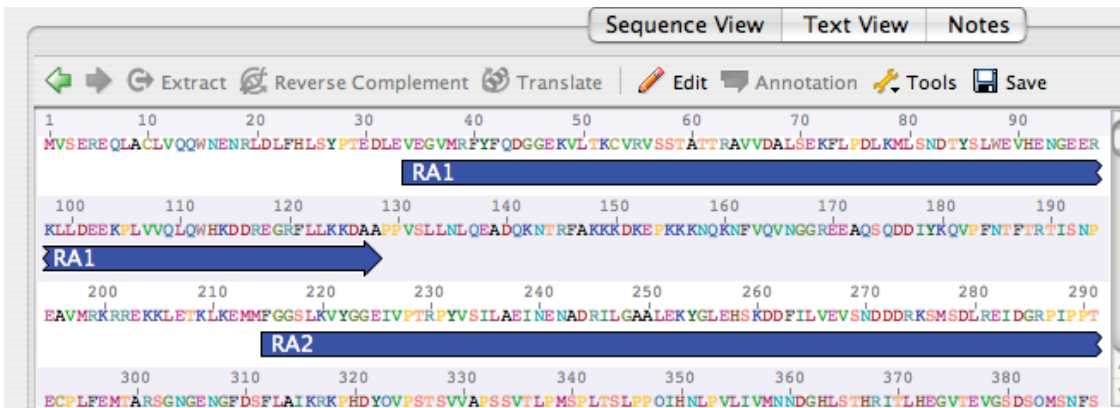 Sequence View Text View Notes
Extract Reverse Complement Translate Edit Annotation Tools Save
1 10 20 30 40 50 60 70 80 90
MVSEREQLACLVQQWNENRLDLFHLSYPTEDLEVEGVMRFYFQDGGEKVLTKCVRVSSTATTRAVVDALSEKFLPDLKMLSNDTYSLWEVHENGEER
RA1
100 110 120 130 140 150 160 170 180 190
KLLDEEKPLVVQLQWHKDDREGRFLLKKDAAPPVSLLNLQEADQKNTRFAKKKDKEPKKKNQKNFVQVNGGREEAQSQDDIYKQVPFNTFTRTISNP
RA1
200 210 220 230 240 250 260 270 280 290
EAVMRKRREKKLETKLKEMMFGGSLKVYGGEIVPTRPYVSILAEINENADRILGAALEKYGLEHSKDDFILVEVSNDDDRKSMSDLREIDGRPIPPT
RA2
300 310 320 330 340 350 360 370 380
ECPLFEMTARSGNGENGFDSFLAIKRKPHDYQVPSTSVVAPSSVTLPMSPLTSLPPQIHNLPVLIVMNNDGHLSTHRITLHEGVTEVGSDSQMSNFS